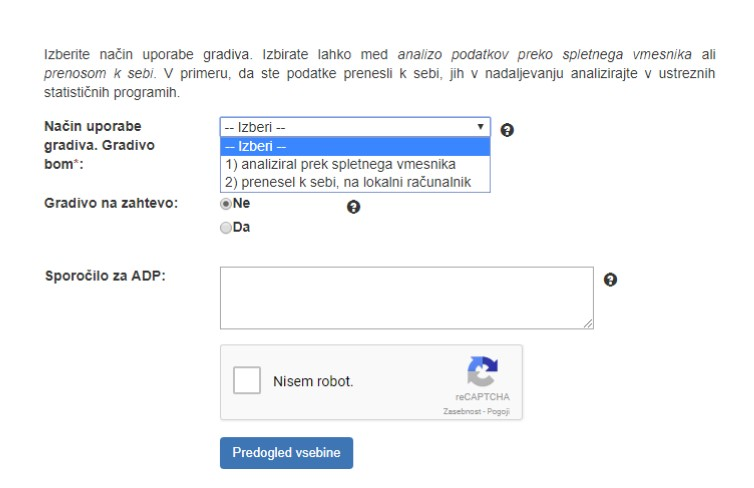 Izberite način uporabe gradiva. Izbirate lahko med analizo podatkov preko spletnega vmesnika ali
prenosom k sebi. V primeru, da ste podatke prenesli k sebi, jih v nadaljevanju analizirajte v ustreznih
statističnih programih.
Način uporabe
gradiva. Gradivo
bom*:
-- Izberi --
-- Izberi --
1) analiziral prek spletnega vmesnika
2) prenesel k sebi, na lokalni računalnik
Gradivo na zahtevo:
Ne
Da
Sporočilo za ADP:
Nisem robot.
reCAPTCHA
Zasebnost - Pogoji
Predogled vsebine